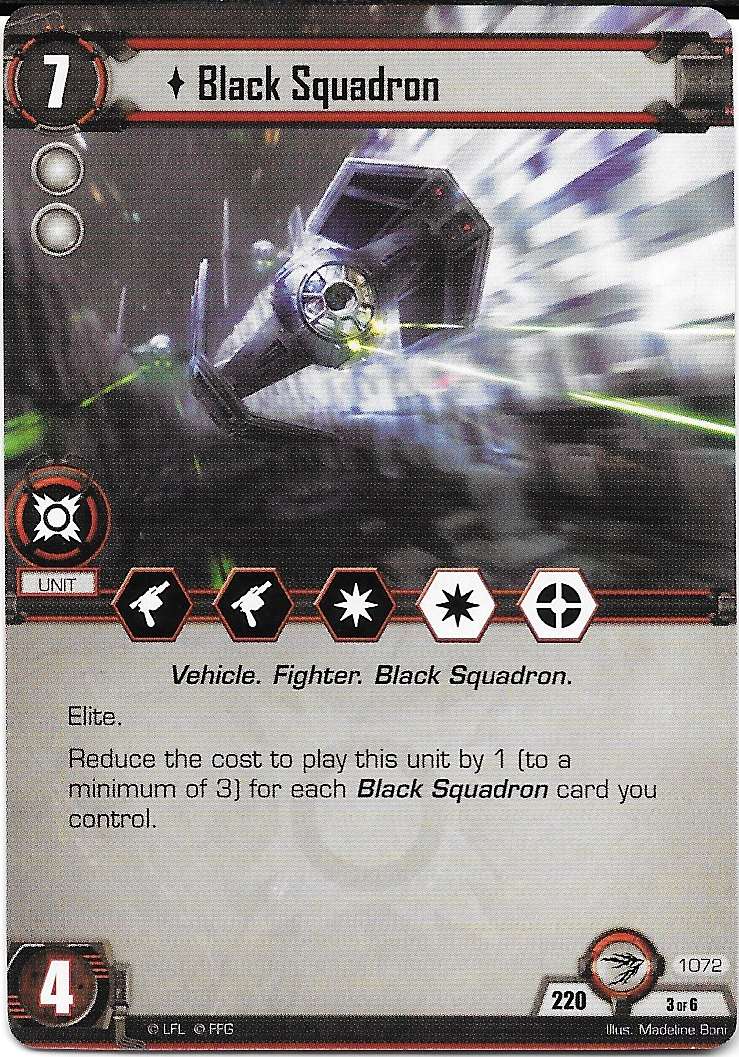 7
Black Squadron
UNIT
Vehicle. Fighter. Black Squadron.
Elite.
Reduce the cost to play this unit by 1 (to a
minimum of 3) for each Black Squadron card you
control.
4
220
3 OF 6
1072
© LFL © FFG
Illus. Madeline Boni